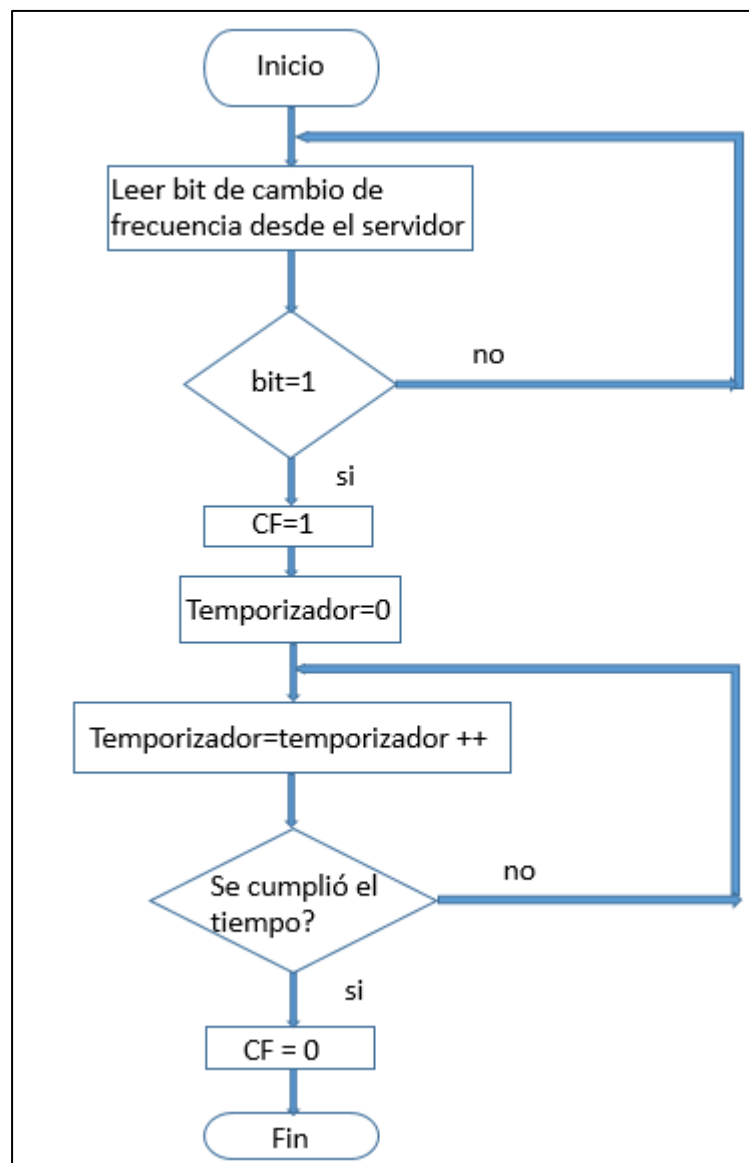 Inicio
Leer bit de cambio de
frecuencia desde el servidor
bit=1
no
si
CF=1
Temporizador=0
Temporizador=temporizador ++
Se cumplió el
tiempo?
no
si
CF = 0
Fin